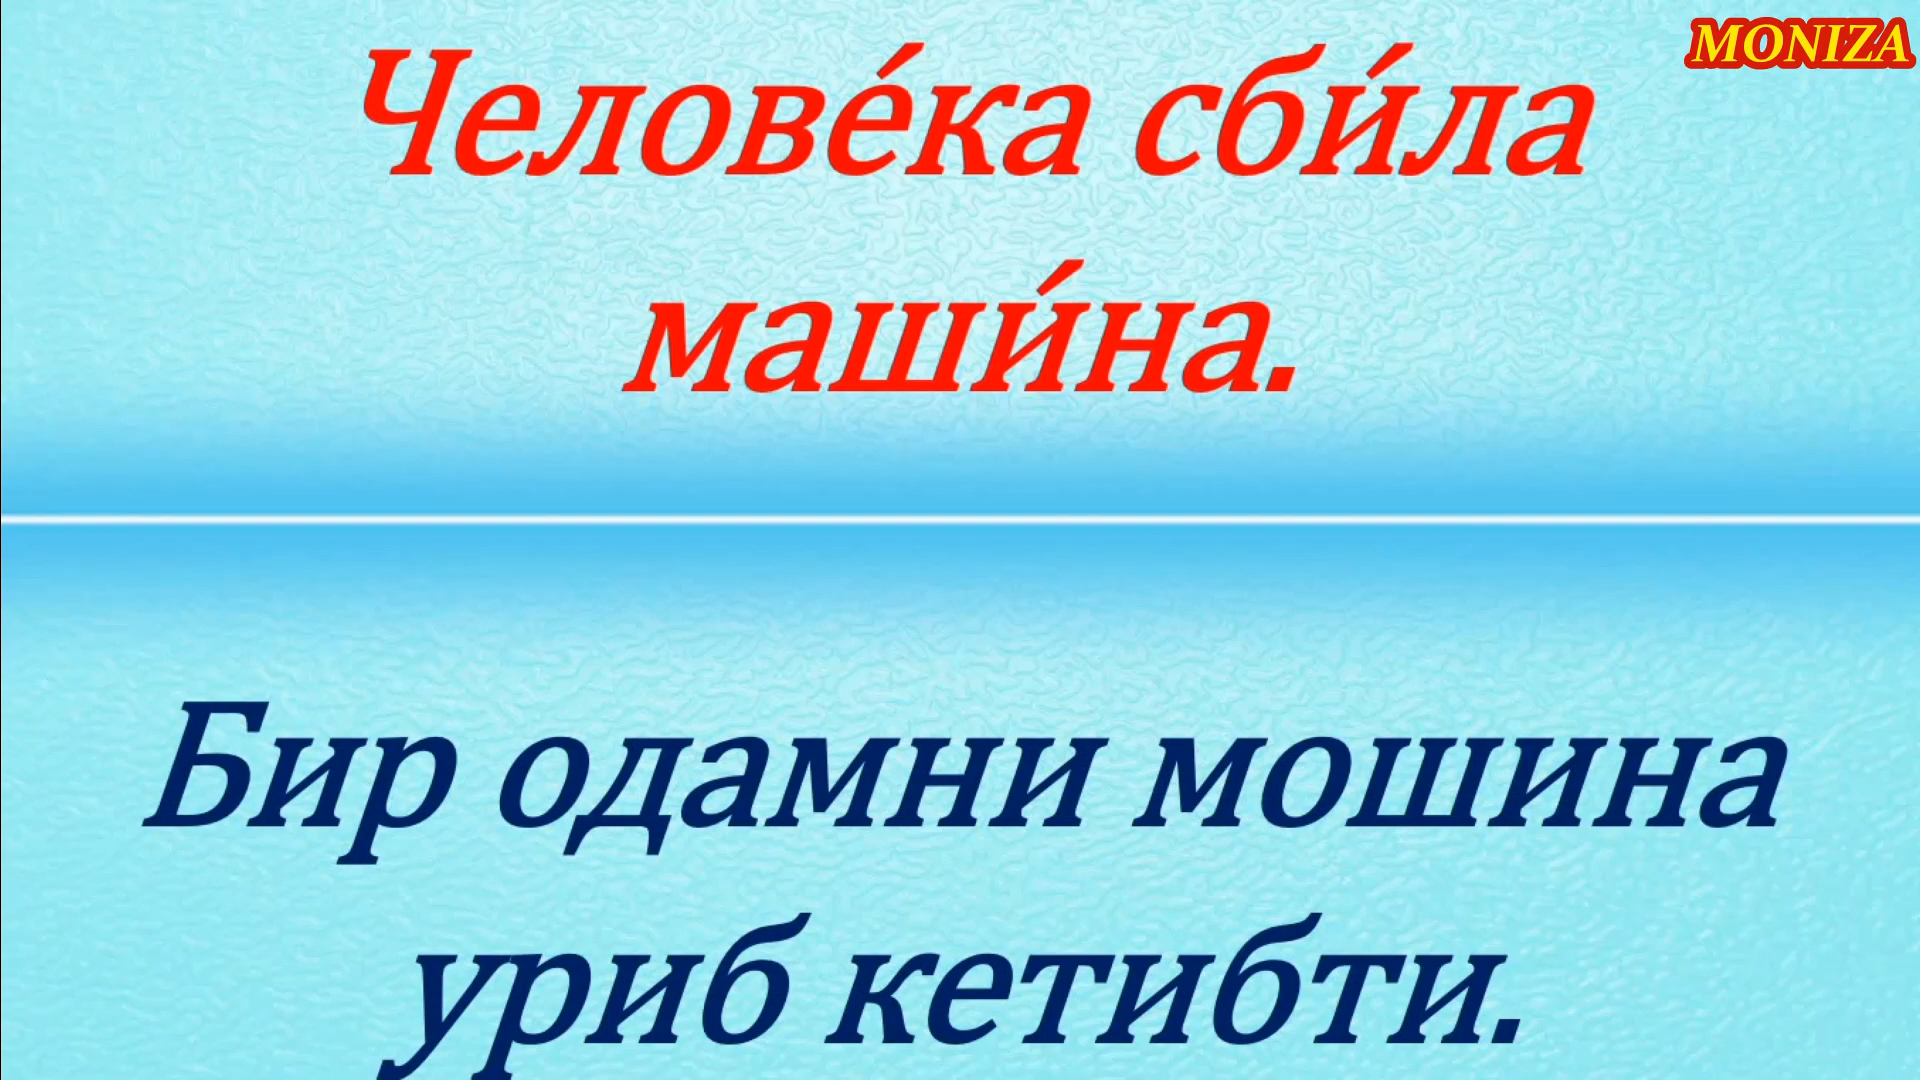 MONIZA
Челове́ка сби́ла
маши́на.
Бир одамни мошина
уриб кетибти.